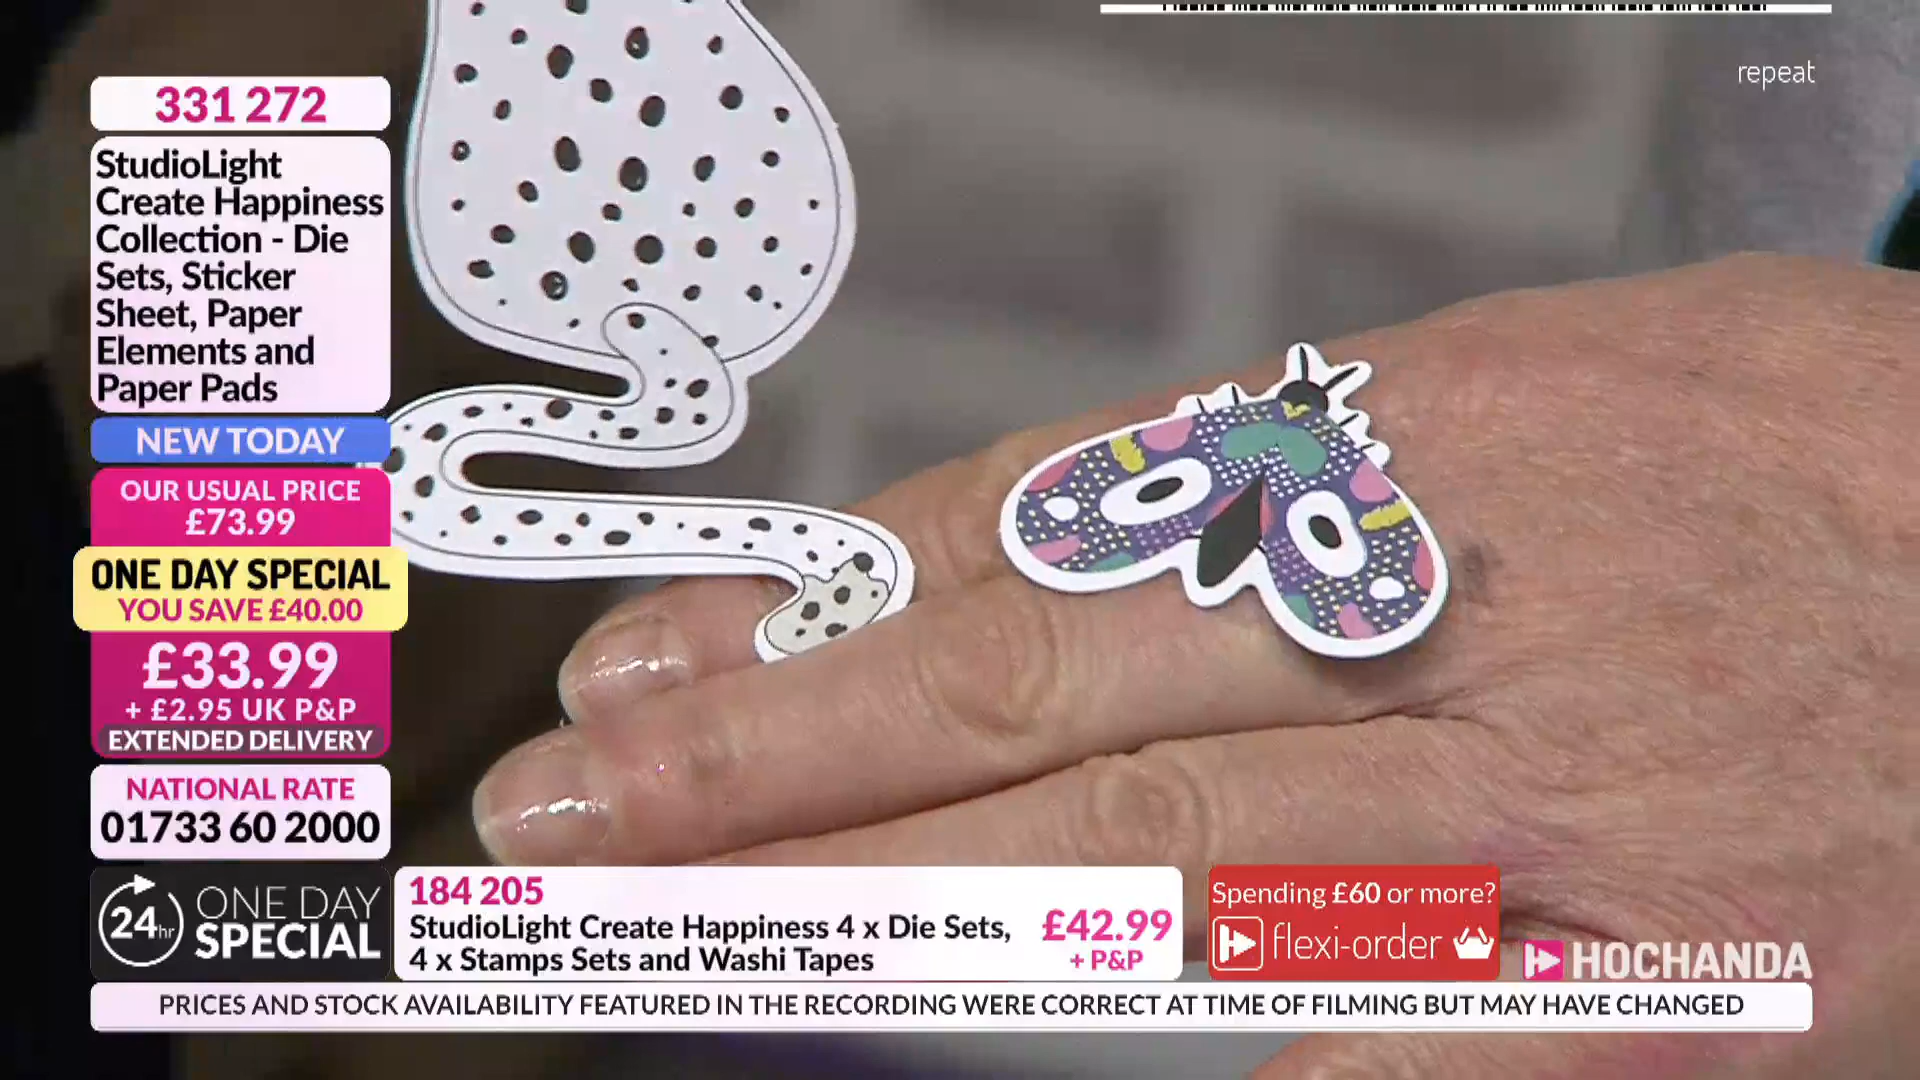 repeat
331 272
StudioLight
Create Happiness
Collection - Die
Sets, Sticker
Sheet, Paper
Elements and
Paper Pads
NEW TODAY
OUR USUAL PRICE
£73.99
ONE DAY SPECIAL
YOU SAVE £40.00
£33.99
+ £2.95 UK P&P
EXTENDED DELIVERY
NATIONAL RATE
01733 60 2000
24hr
ONE DAY
SPECIAL
184 205
StudioLight Create Happiness 4 x Die Sets,
4 x Stamps Sets and Washi Tapes
£42.99
+ P&P
Spending £60 or more?
flexi-order
HOCHANDA
PRICES AND STOCK AVAILABILITY FEATURED IN THE RECORDING WERE CORRECT AT TIME OF FILMING BUT MAY HAVE CHANGED